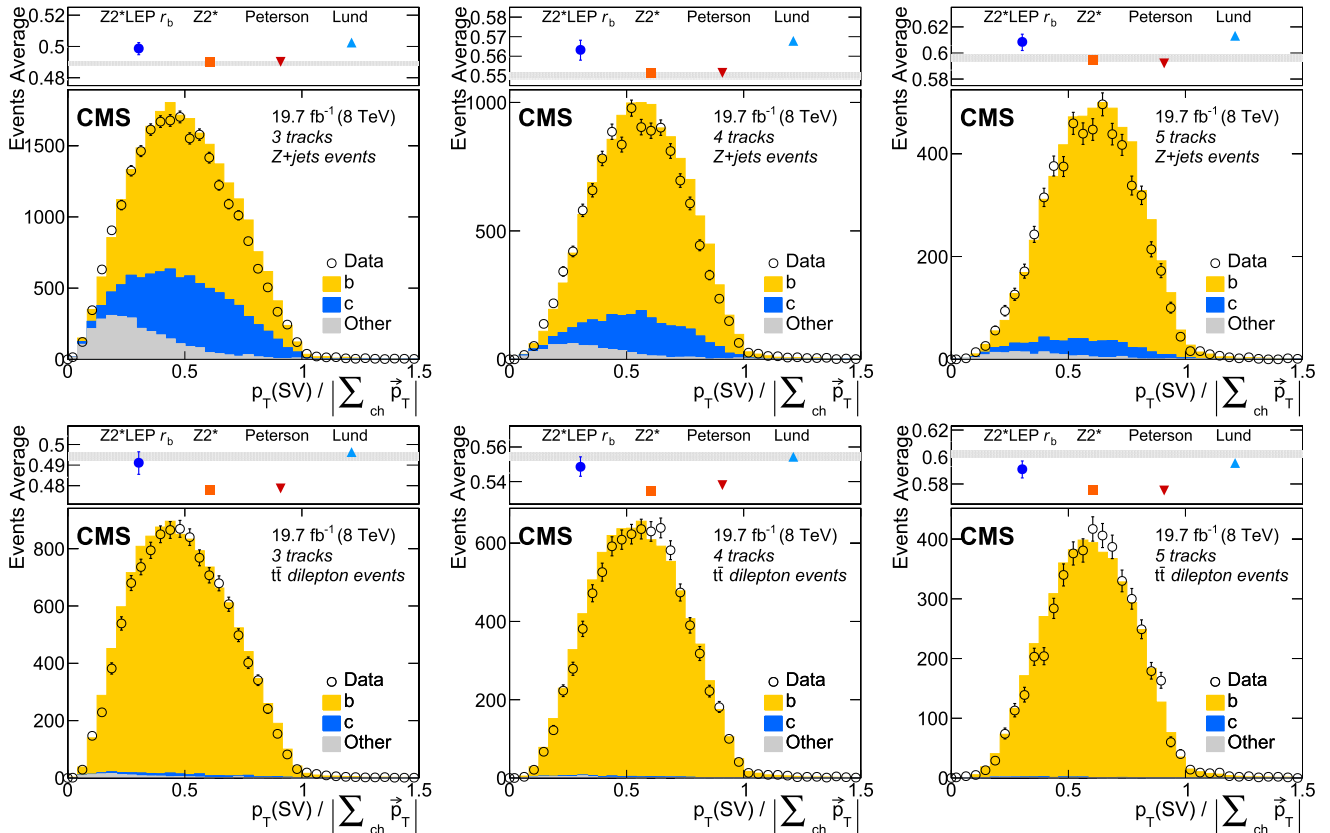 Z2*LEP r_b Z2* Peterson Lund
Average
0.52
0.5
0.48
Events
CMS
19.7 fb⁻¹ (8 TeV)
3 tracks
Z+jets events
1500
1000
500
0
Data
b
c
Other
0 0.5 1 1.5
p_T(SV) / |∑_ch p⃗_T|
Z2*LEP r_b Z2* Peterson Lund
Average
0.59
0.58
0.57
0.56
0.55
Events
CMS
19.7 fb⁻¹ (8 TeV)
4 tracks
Z+jets events
1000
500
0
Data
b
c
Other
0 0.5 1 1.5
p_T(SV) / |∑_ch p⃗_T|
Z2*LEP r_b Z2* Peterson Lund
Average
0.62
0.6
0.58
Events
CMS
19.7 fb⁻¹ (8 TeV)
5 tracks
Z+jets events
400
200
0
Data
b
c
Other
0 0.5 1 1.5
p_T(SV) / |∑_ch p⃗_T|
Z2*LEP r_b Z2* Peterson Lund
Average
0.5
0.49
0.48
Events
CMS
19.7 fb⁻¹ (8 TeV)
3 tracks
tt̄ dilepton events
800
600
400
200
0
Data
b
c
Other
0 0.5 1 1.5
p_T(SV) / |∑_ch p⃗_T|
Z2*LEP r_b Z2* Peterson Lund
Average
0.56
0.54
Events
CMS
19.7 fb⁻¹ (8 TeV)
4 tracks
tt̄ dilepton events
600
400
200
0
Data
b
c
Other
0 0.5 1 1.5
p_T(SV) / |∑_ch p⃗_T|
Z2*LEP r_b Z2* Peterson Lund
Average
0.62
0.6
0.58
Events
CMS
19.7 fb⁻¹ (8 TeV)
5 tracks
tt̄ dilepton events
400
300
200
100
0
Data
b
c
Other
0 0.5 1 1.5
p_T(SV) / |∑_ch p⃗_T|